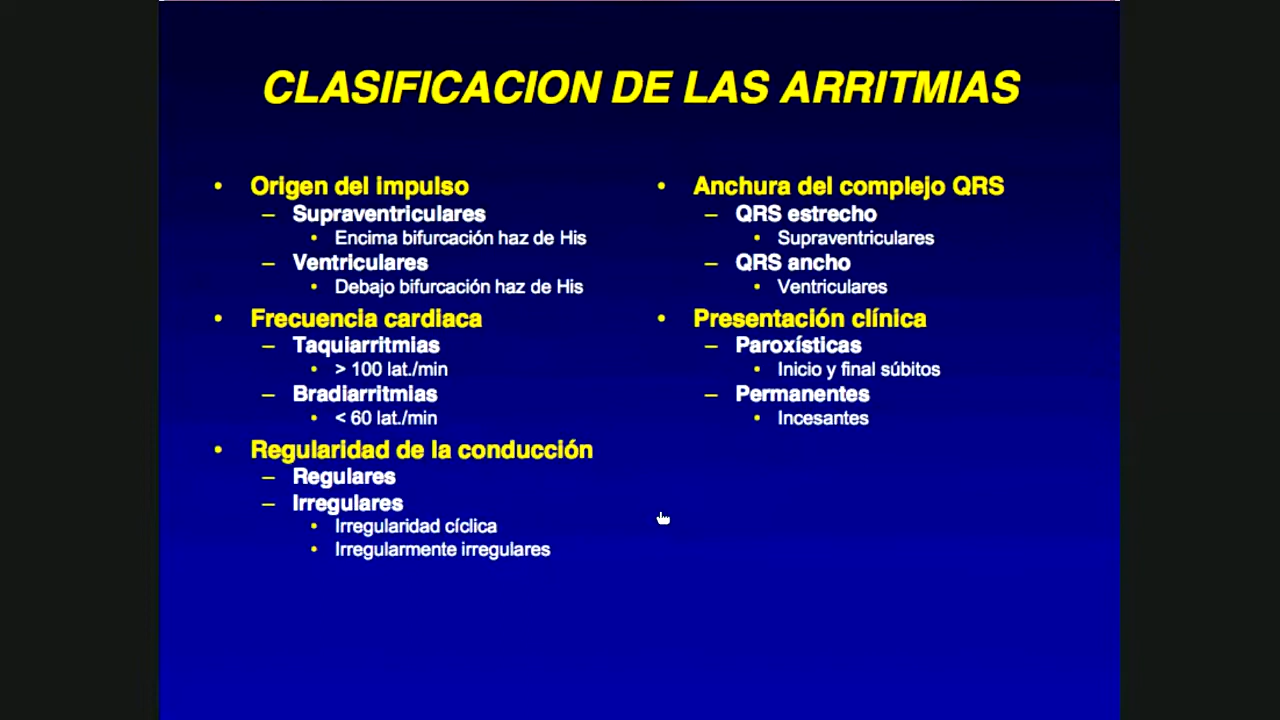 CLASIFICACION DE LAS ARRITMIAS
• Origen del impulso
– Supraventriculares
• Encima bifurcación haz de His
– Ventriculares
• Debajo bifurcación haz de His
• Frecuencia cardiaca
– Taquiarritmias
• > 100 lat./min
– Bradiarritmias
• < 60 lat./min
• Regularidad de la conducción
– Regulares
– Irregulares
• Irregularidad cíclica
• Irregularmente irregulares
• Anchura del complejo QRS
– QRS estrecho
• Supraventriculares
– QRS ancho
• Ventriculares
• Presentación clínica
– Paroxísticas
• Inicio y final súbitos
– Permanentes
• Incesantes